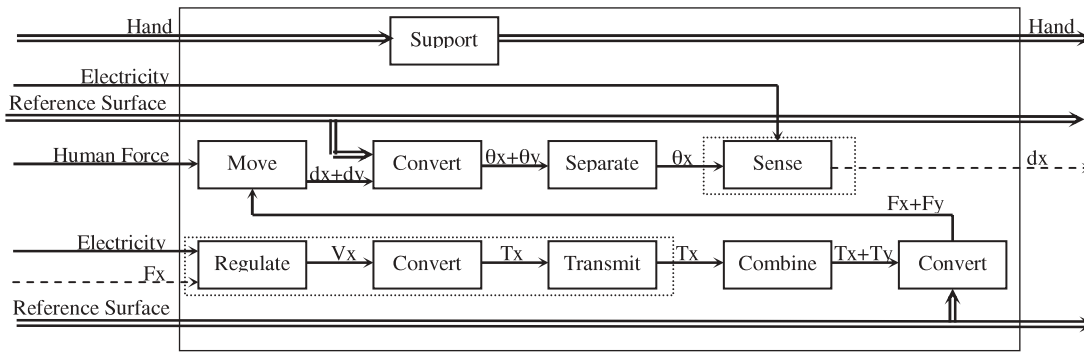 Hand
Support
Hand
Electricity
Reference Surface
Human Force
Move
dx+dy
Convert
θx+θy
Separate
θx
Sense
dx
Fx+Fy
Electricity
Fx
Regulate
Vx
Convert
Tx
Transmit
Tx
Combine
Tx+Ty
Convert
Reference Surface